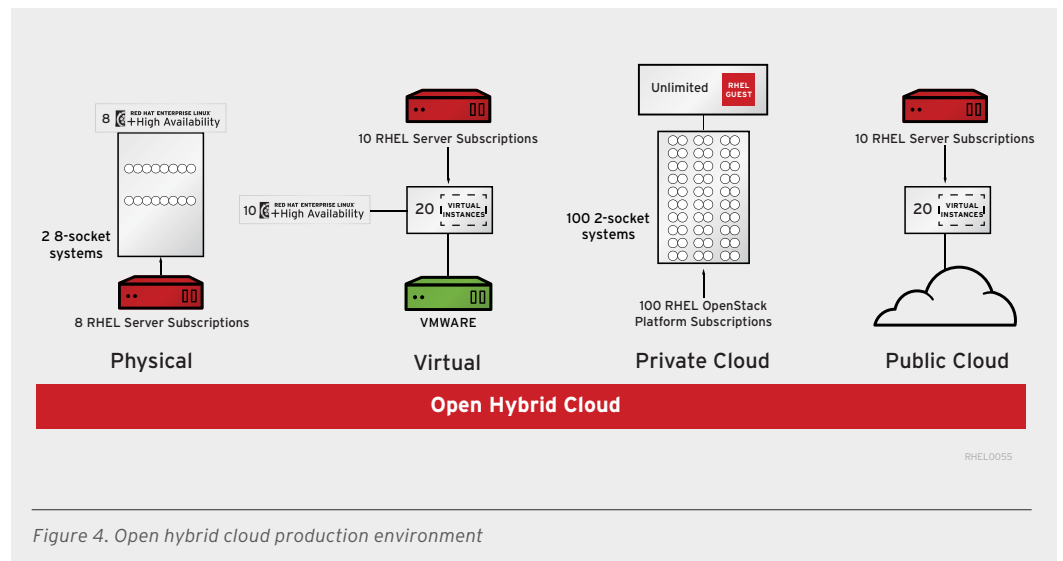 8 RED HAT ENTERPRISE LINUX
+High Availability
2 8-socket
systems
8 RHEL Server Subscriptions
Physical
10 RHEL Server Subscriptions
10 RED HAT ENTERPRISE LINUX
+High Availability
20 VIRTUAL
INSTANCES
VMWARE
Virtual
Unlimited RHEL
GUEST
100 2-socket
systems
100 RHEL OpenStack
Platform Subscriptions
Private Cloud
10 RHEL Server Subscriptions
20 VIRTUAL
INSTANCES
Public Cloud
Open Hybrid Cloud
RHEL0055
Figure 4. Open hybrid cloud production environment